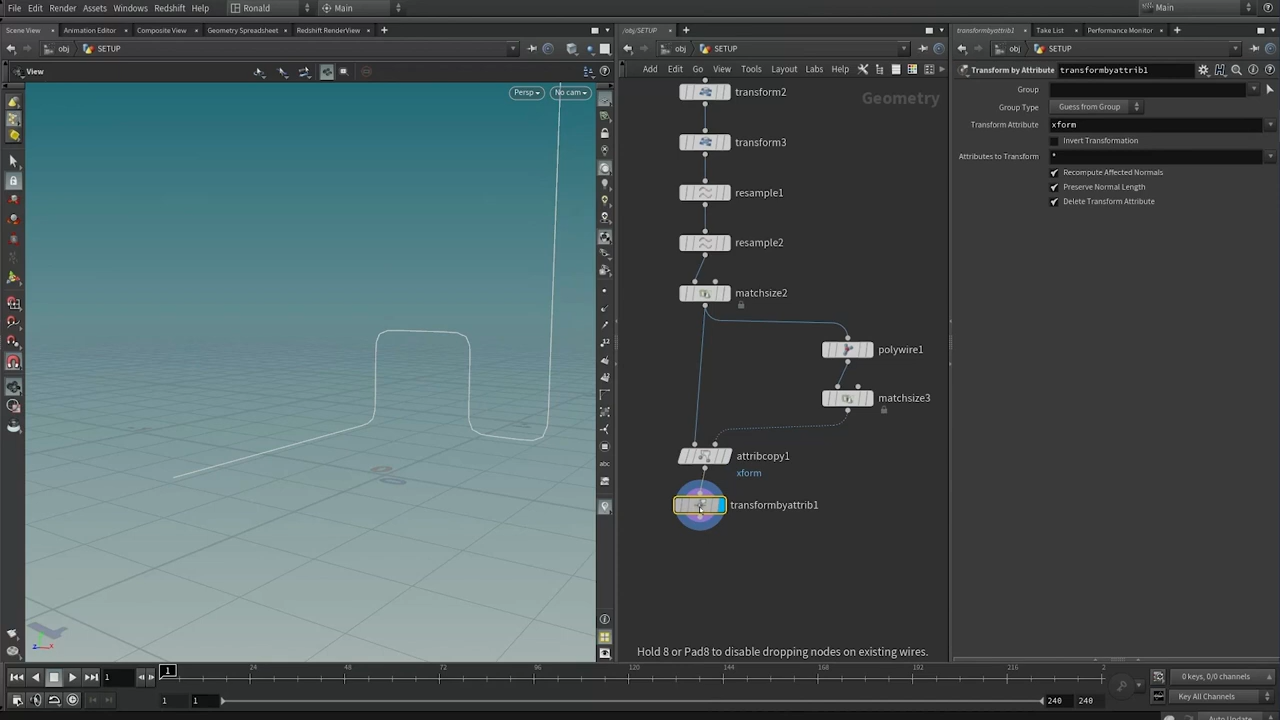 File Edit Render Assets Windows Redshift Help Ronald Main Main
Scene View Animation Editor Composite View Geometry Spreadsheet Redshift RenderView
/obj/SETUP
transformbyattrib1 Take List Performance Monitor
obj SETUP
obj SETUP
obj SETUP
View
Add Edit Go View Tools Layout Labs Help
Transform by Attribute transformbyattrib1
Persp No cam
Geometry
Group
Group Type Guess from Group
Transform Attribute xform
Invert Transformation
Attributes to Transform *
Recompute Affected Normals
Preserve Normal Length
Delete Transform Attribute
transform2
transform3
resample1
resample2
matchsize2
polywire1
matchsize3
attribcopy1
xform
transformbyattrib1
abc
z x
Hold 8 or Pad8 to disable dropping nodes on existing wires.
1 1 24 48 72 96 120 144 168 192 216 2
0 keys, 0/0 channels
1 1 240 240
Key All Channels
Auto Update